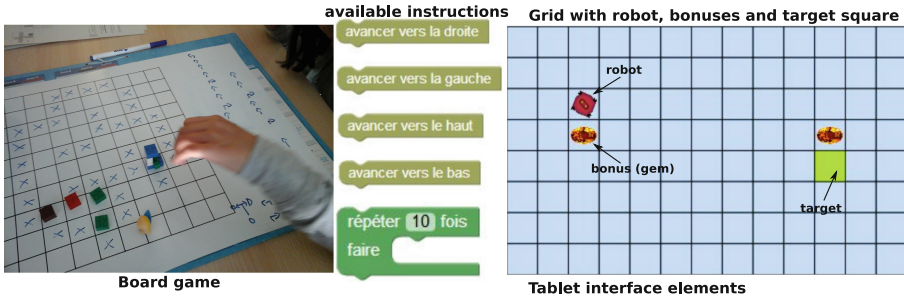 available instructions
Grid with robot, bonuses and target square
avancer vers la droite
avancer vers la gauche
avancer vers le haut
avancer vers le bas
répéter 10 fois
faire
robot
bonus (gem)
target
Board game
Tablet interface elements